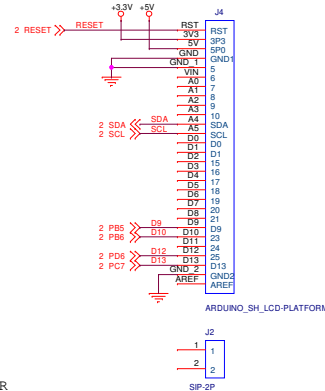 +3.3V +5V J4
2 RESET RESET RST RST
3V3 3P3
5V 5P0
GND GND1
GND_1 5
VIN 6
A0 7
A1 8
A2 9
A3 10
2 SDA SDA A4 SDA
2 SCL SCL A5 SCL
D0 D0
D1 D1
D2 15
D3 16
D4 17
D5 18
D6 19
D7 20
D8 21
2 PB5 D9 D9 D9
2 PB6 D10 D10 23
D11 24
2 PD6 D12 D12 25
2 PC7 D13 D13 D13
GND_2 GND2
AREF AREF
ARDUINO_SH_LCD-PLATFORM
J2
1 1
2 2
R SIP-2P